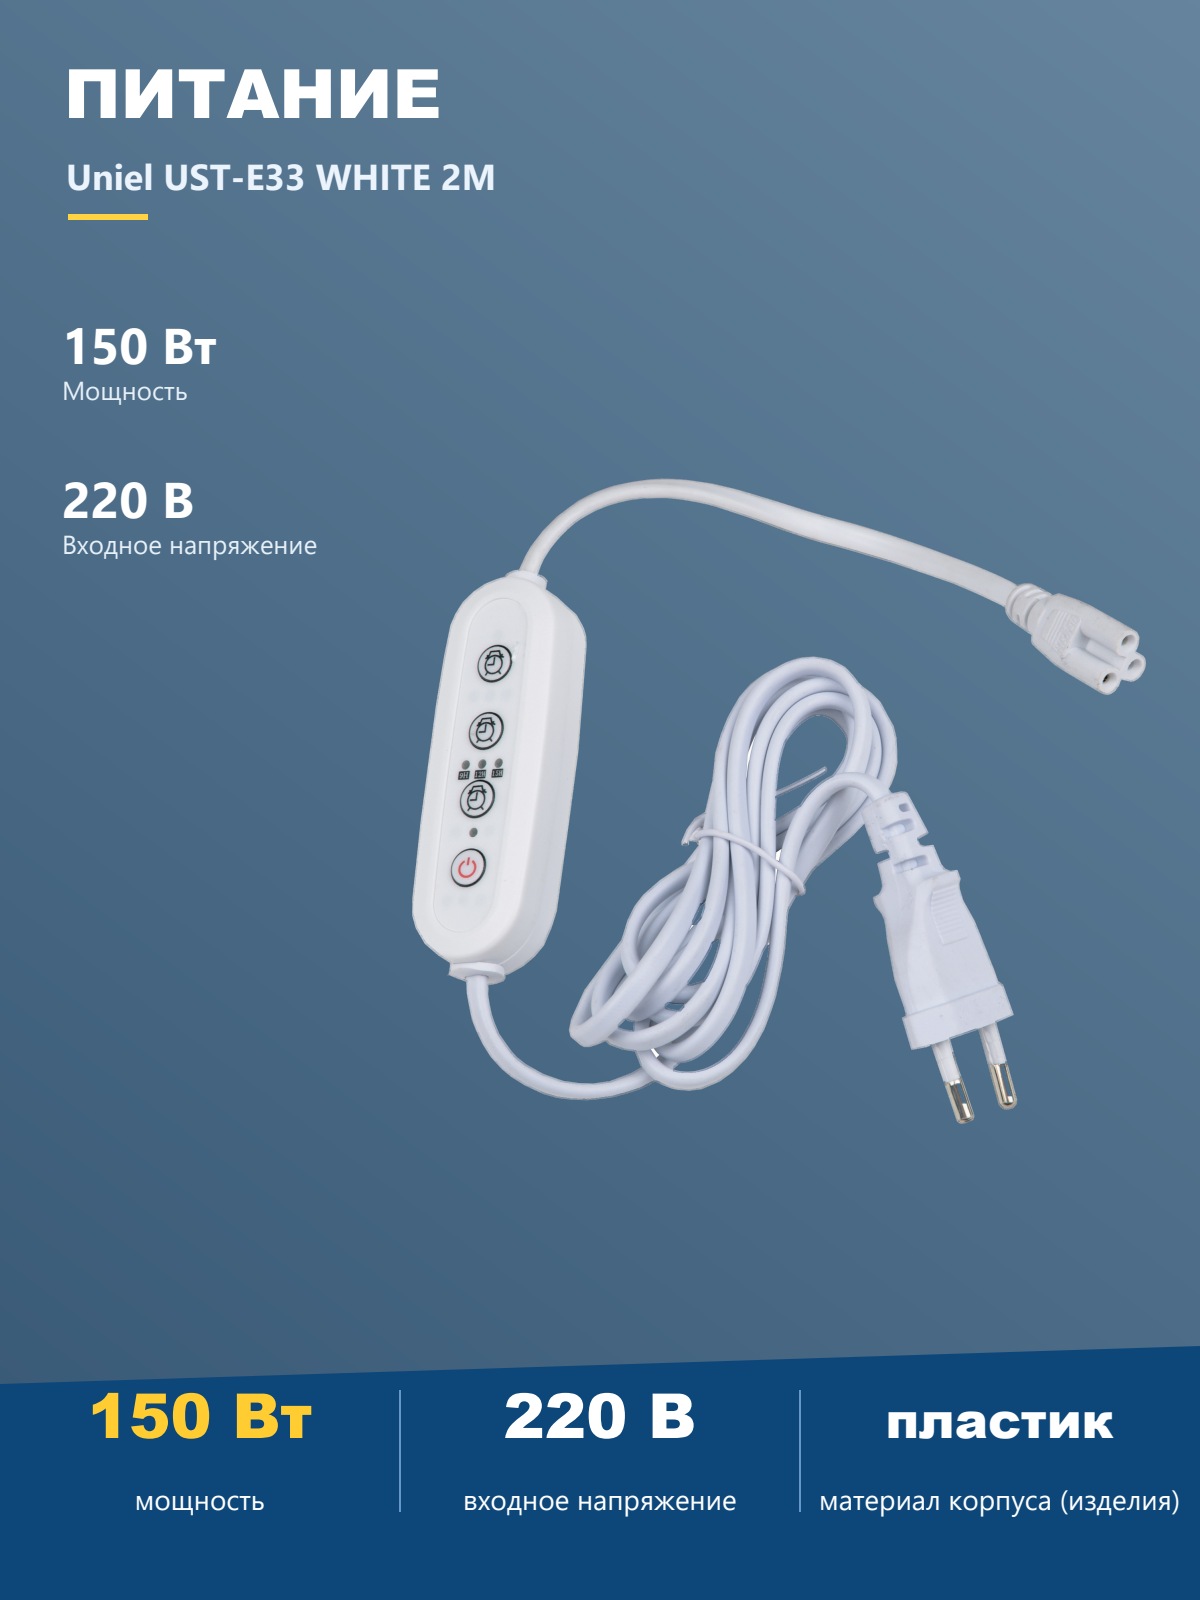 ПИТАНИЕ
Uniel UST-E33 WHITE 2M
150 Вт
Мощность
220 В
Входное напряжение
150 Вт
мощность
220 В
входное напряжение
пластик
материал корпуса (изделия)